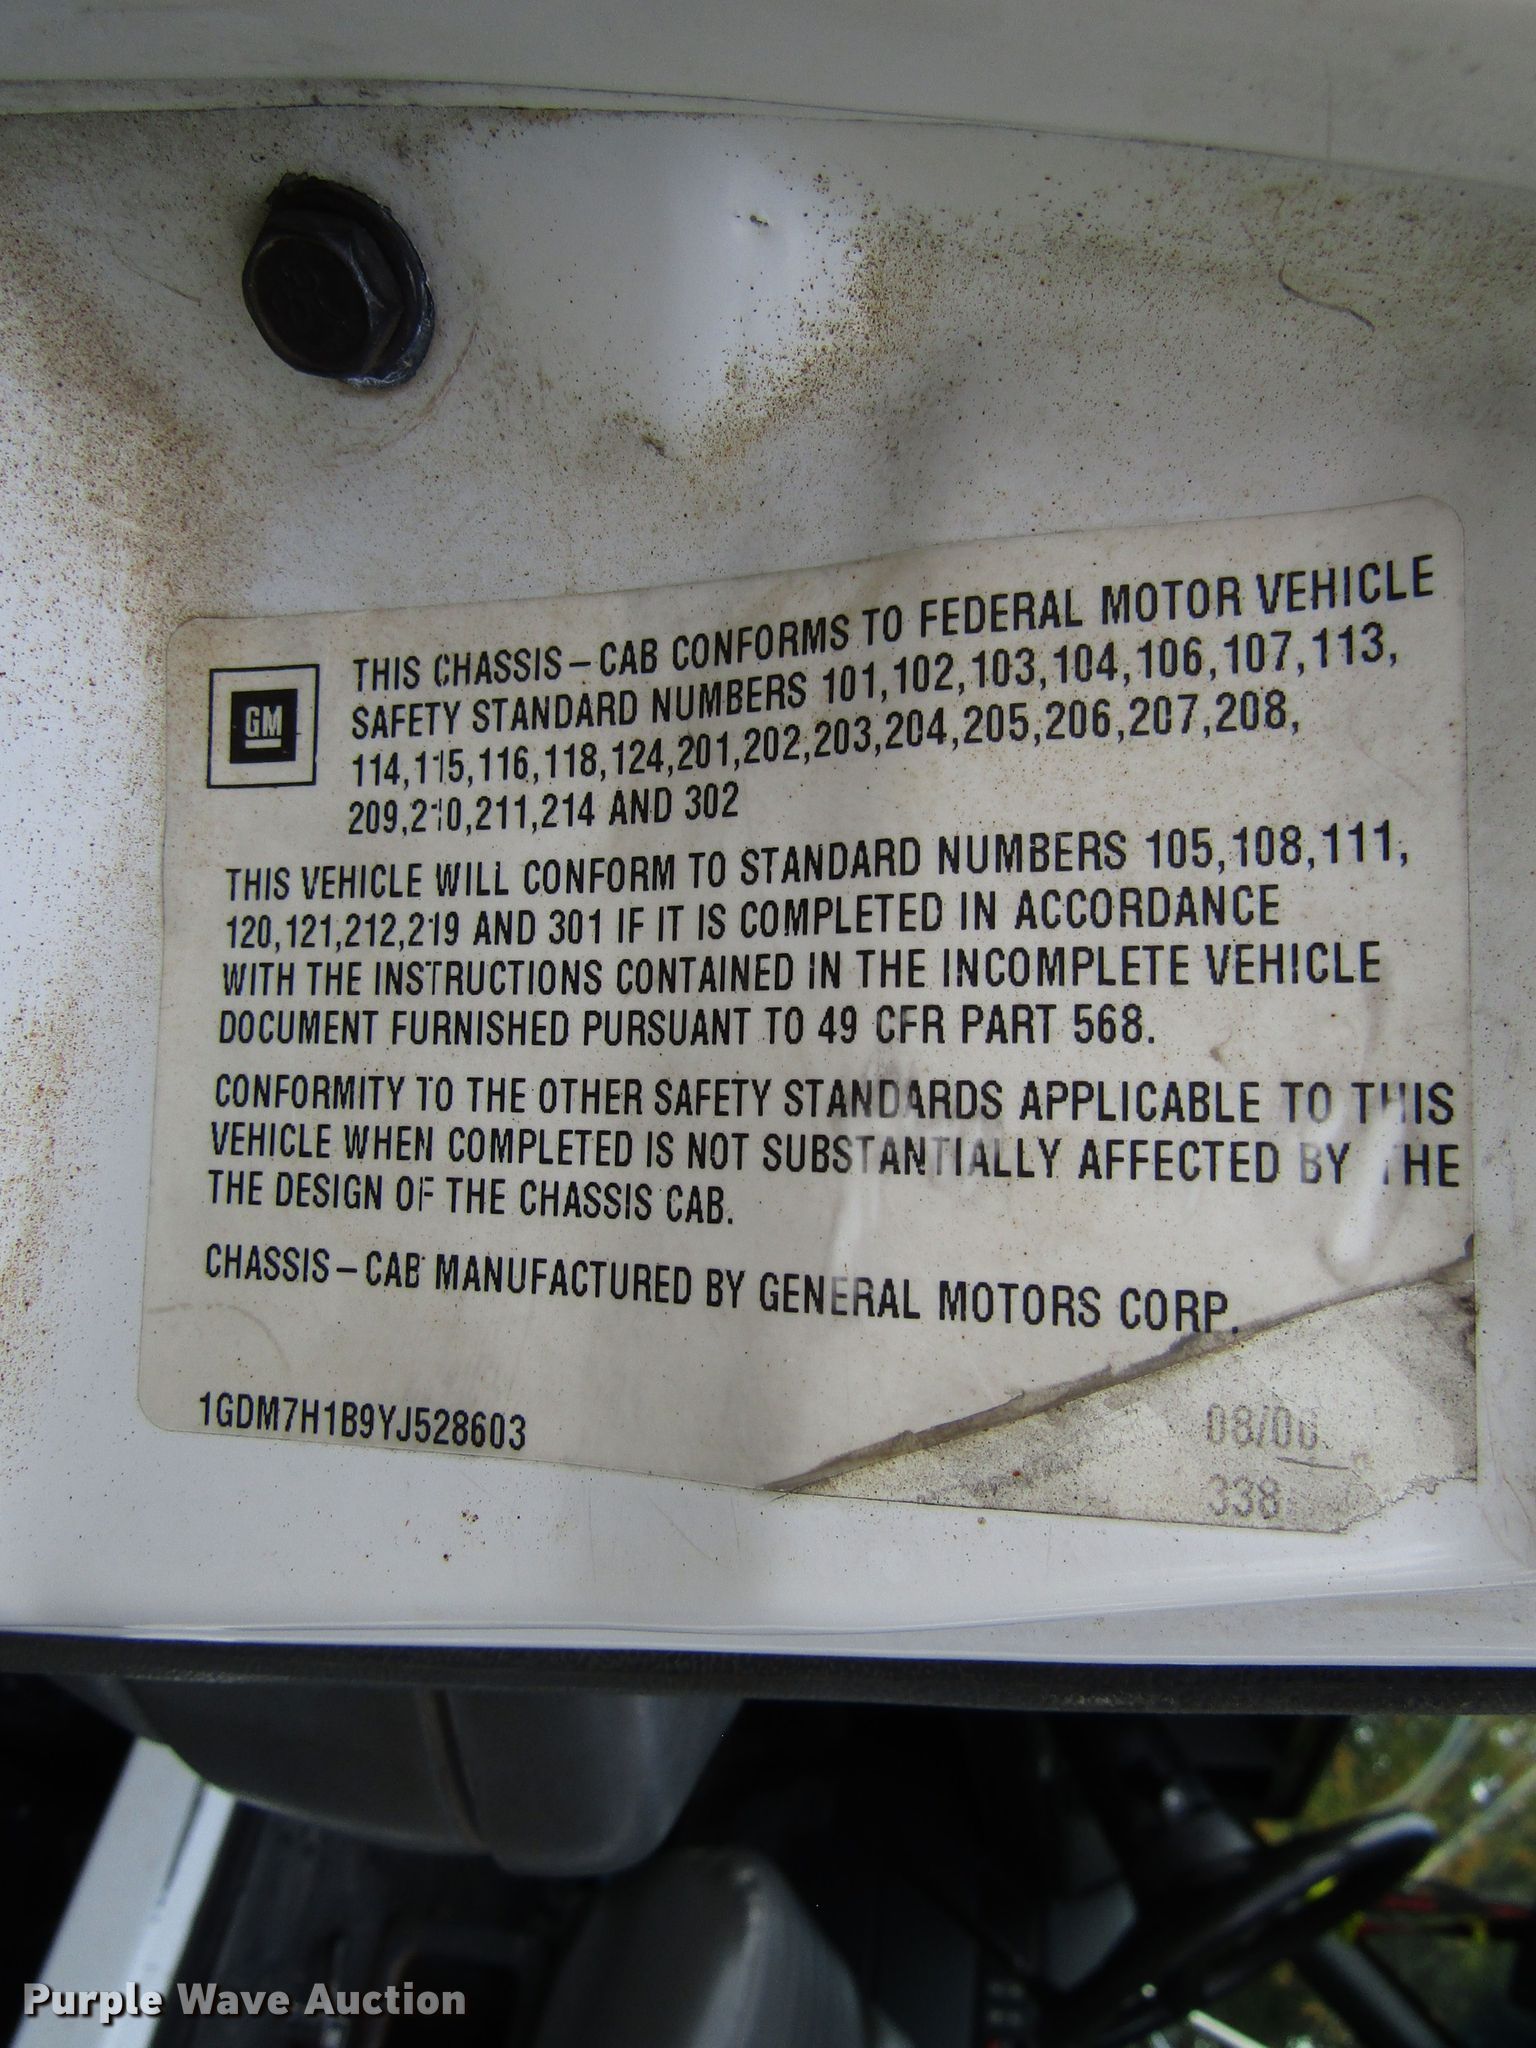 GM
THIS CHASSIS-CAB CONFORMS TO FEDERAL MOTOR VEHICLE
SAFETY STANDARD NUMBERS 101,102,103,104,106,107,113,
114,115,116,118,124,201,202,203,204,205,206,207,208,
209,210,211,214 AND 302
THIS VEHICLE WILL CONFORM TO STANDARD NUMBERS 105,108,111,
120,121,212,219 AND 301 IF IT IS COMPLETED IN ACCORDANCE
WITH THE INSTRUCTIONS CONTAINED IN THE INCOMPLETE VEHICLE
DOCUMENT FURNISHED PURSUANT TO 49 CFR PART 568.
CONFORMITY TO THE OTHER SAFETY STANDARDS APPLICABLE TO THIS
VEHICLE WHEN COMPLETED IS NOT SUBSTANTIALLY AFFECTED BY THE
THE DESIGN OF THE CHASSIS CAB.
CHASSIS-CAB MANUFACTURED BY GENERAL MOTORS CORP.
1GDM7H1B9YJ528603
338
Purple Wave Auction